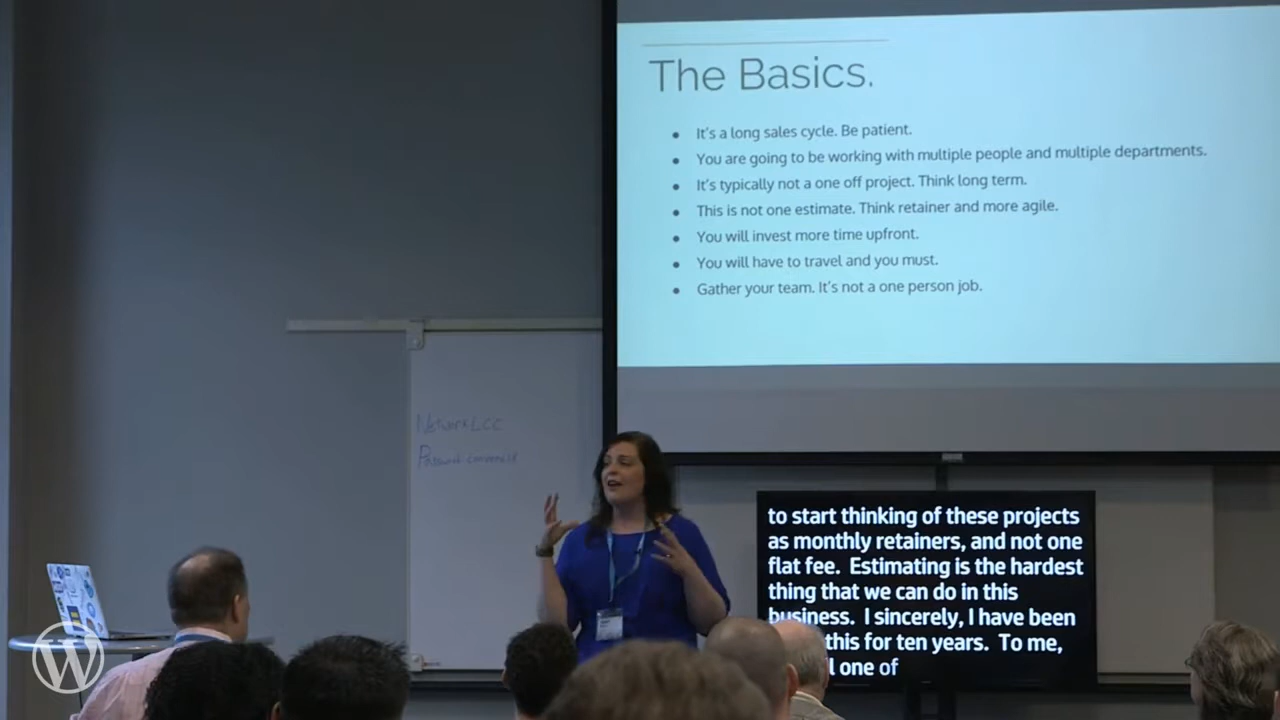 The Basics.
It's a long sales cycle. Be patient.
You are going to be working with multiple people and multiple departments.
It's typically not a one off project. Think long term.
This is not one estimate. Think retainer and more agile.
You will invest more time upfront.
You will have to travel and you must.
Gather your team. It's not a one person job.
Network LCC
to start thinking of these projects
as monthly retainers, and not one
flat fee. Estimating is the hardest
thing that we can do in this
business. I sincerely, I have been
this for ten years. To me,
one of